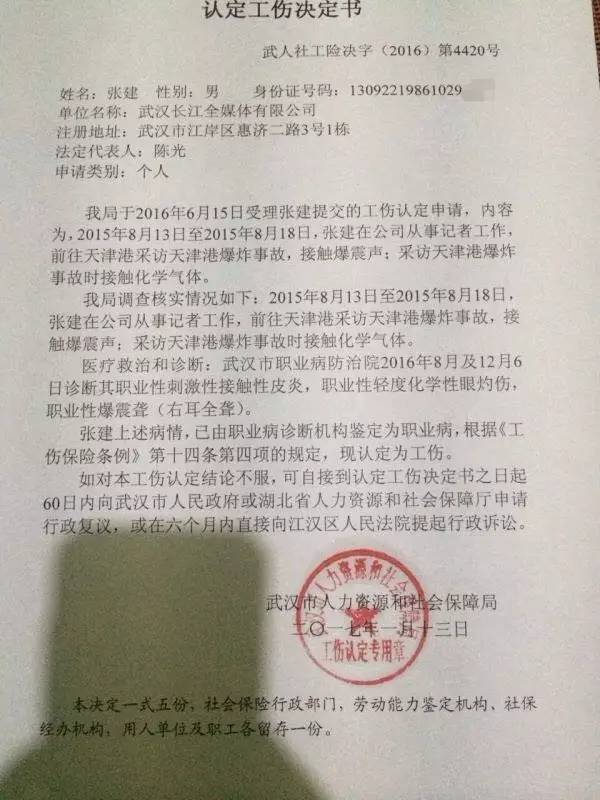 认定工伤决定书
武人社工险决字（2016）第4420号
姓名：张建 性别：男 身份证号码：13092219861029
单位名称：武汉长江全媒体有限公司
注册地址：武汉市江岸区惠济二路3号1栋
法定代表人：陈光
申请类别：个人
我局于2016年6月15日受理张建提交的工伤认定申请，内容
为，2015年8月13日至2015年8月18日，张建在公司从事记者工作，
前往天津港采访天津港爆炸事故，接触爆震声；采访天津港爆炸
事故时接触化学气体。
我局调查核实情况如下：2015年8月13日至2015年8月18日，
张建在公司从事记者工作，前往天津港采访天津港爆炸事故，接
触爆震声；采访天津港爆炸事故时接触化学气体。
医疗救治和诊断：武汉市职业病防治院2016年8月及12月6
日诊断其职业性刺激性接触性皮炎，职业性轻度化学性眼灼伤，
职业性爆震聋（右耳全聋）。
张建上述病情，已由职业病诊断机构鉴定为职业病，根据《工
伤保险条例》第十四条第四项的规定，现认定为工伤。
如对本工伤认定结论不服，可自接到认定工伤决定书之日起
60日内向武汉市人民政府或湖北省人力资源和社会保障厅申请
行政复议，或在六个月内直接向江汉区人民法院提起行政诉讼。
武汉市人力资源和社会保障局
二〇一七年一月十三日
工伤认定专用章
本决定一式五份，社会保险行政部门，劳动能力鉴定机构、社保
经办机构，用人单位及职工各留存一份。